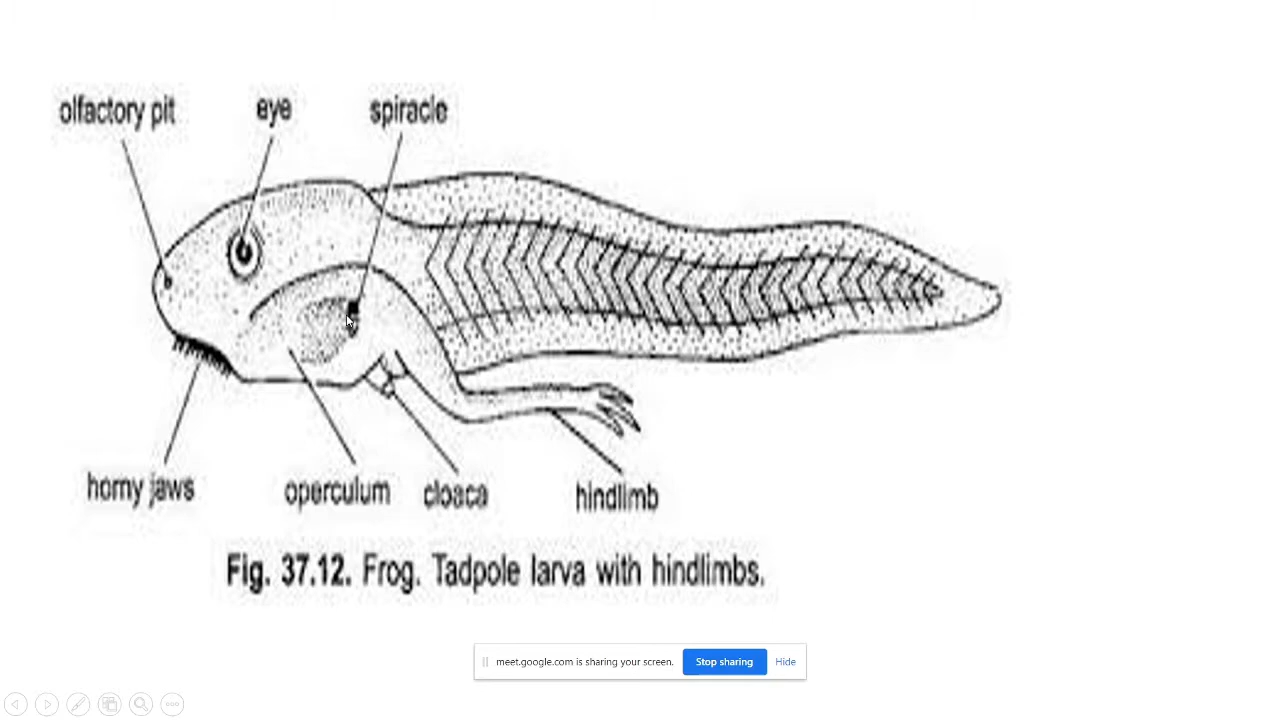 olfactory pit eye spiracle
horny jaws operculum cloaca hindlimb
Fig. 37.12. Frog. Tadpole larva with hindlimbs.
meet.google.com is sharing your screen. Stop sharing Hide